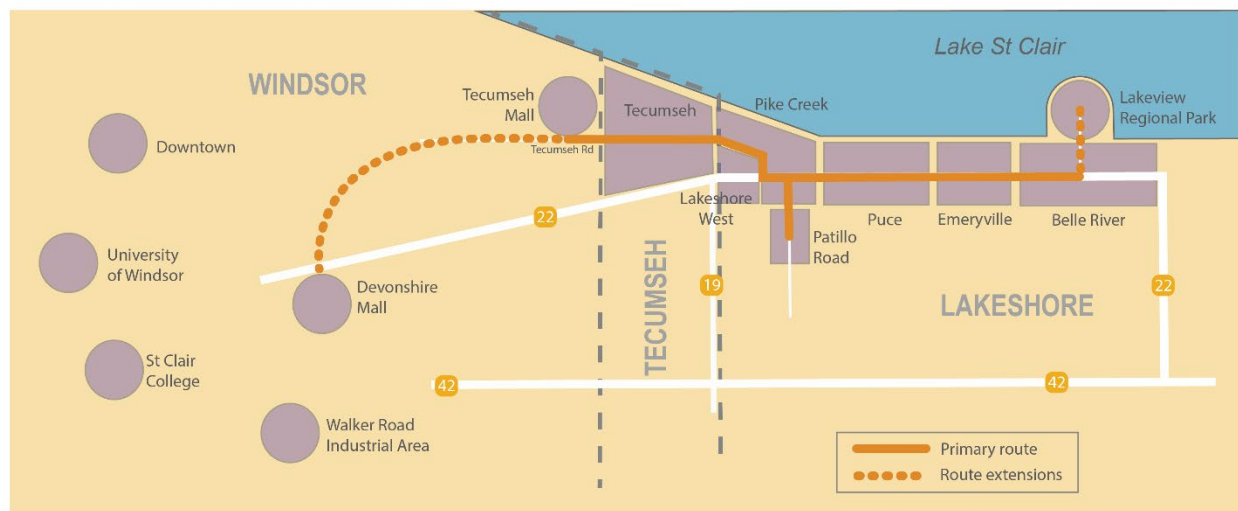 Lake St Clair
WINDSOR
Tecumseh
Mall
Tecumseh
Pike Creek
Lakeview
Regional Park
Downtown
Tecumseh Rd
22
Lakeshore
West
Puce
Emeryville
Belle River
Patillo
Road
University
of Windsor
Devonshire
Mall
TECUMSEH
19
LAKESHORE
22
St Clair
College
42
42
Walker Road
Industrial Area
Primary route
Route extensions